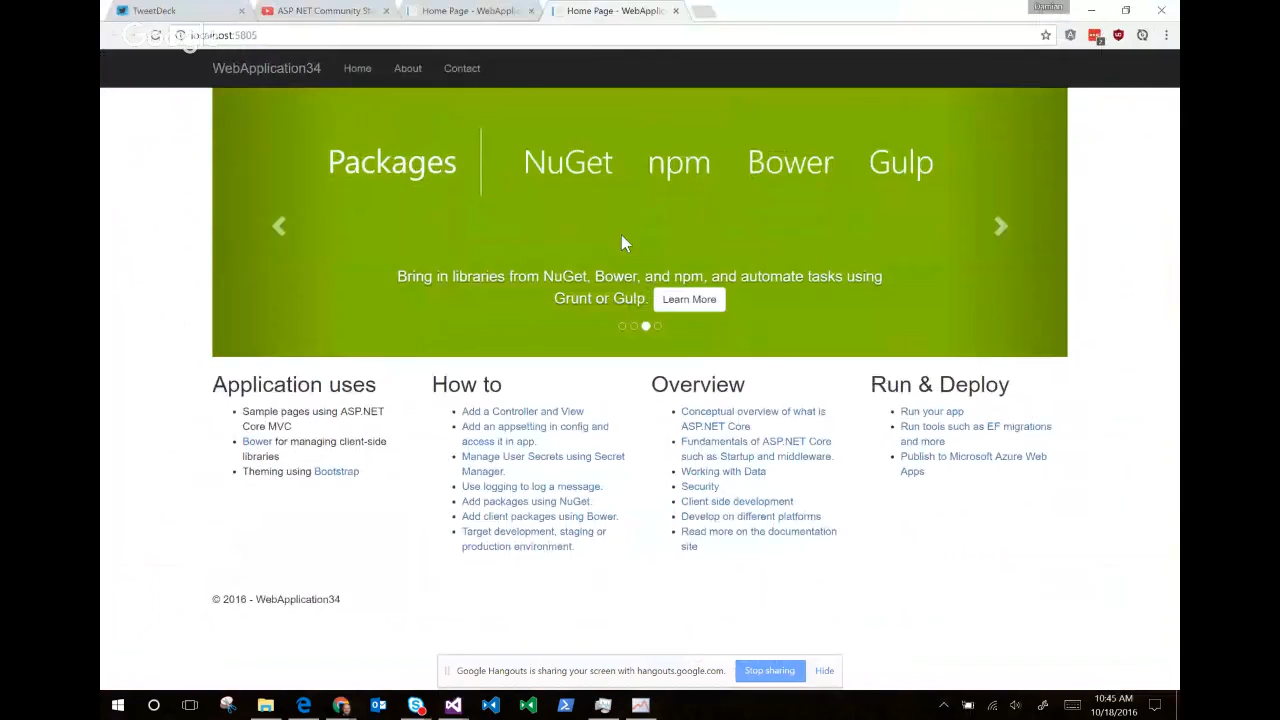 TweetDeck
ASP.NET Community St
Home Page - WebApplic
Home Page - WebApplic
Damian
localhost:5805
WebApplication34 Home About Contact
Packages NuGet npm Bower Gulp
Bring in libraries from NuGet, Bower, and npm, and automate tasks using
Grunt or Gulp. Learn More
Application uses
Sample pages using ASP.NET
Core MVC
Bower for managing client-side
libraries
Theming using Bootstrap
How to
Add a Controller and View
Add an appsetting in config and
access it in app.
Manage User Secrets using Secret
Manager.
Use logging to log a message.
Add packages using NuGet.
Add client packages using Bower.
Target development, staging or
production environment.
Overview
Conceptual overview of what is
ASP.NET Core
Fundamentals of ASP.NET Core
such as Startup and middleware.
Working with Data
Security
Client side development
Develop on different platforms
Read more on the documentation
site
Run & Deploy
Run your app
Run tools such as EF migrations
and more
Publish to Microsoft Azure Web
Apps
© 2016 - WebApplication34
Google Hangouts is sharing your screen with hangouts.google.com. Stop sharing Hide
10:45 AM
10/18/2016